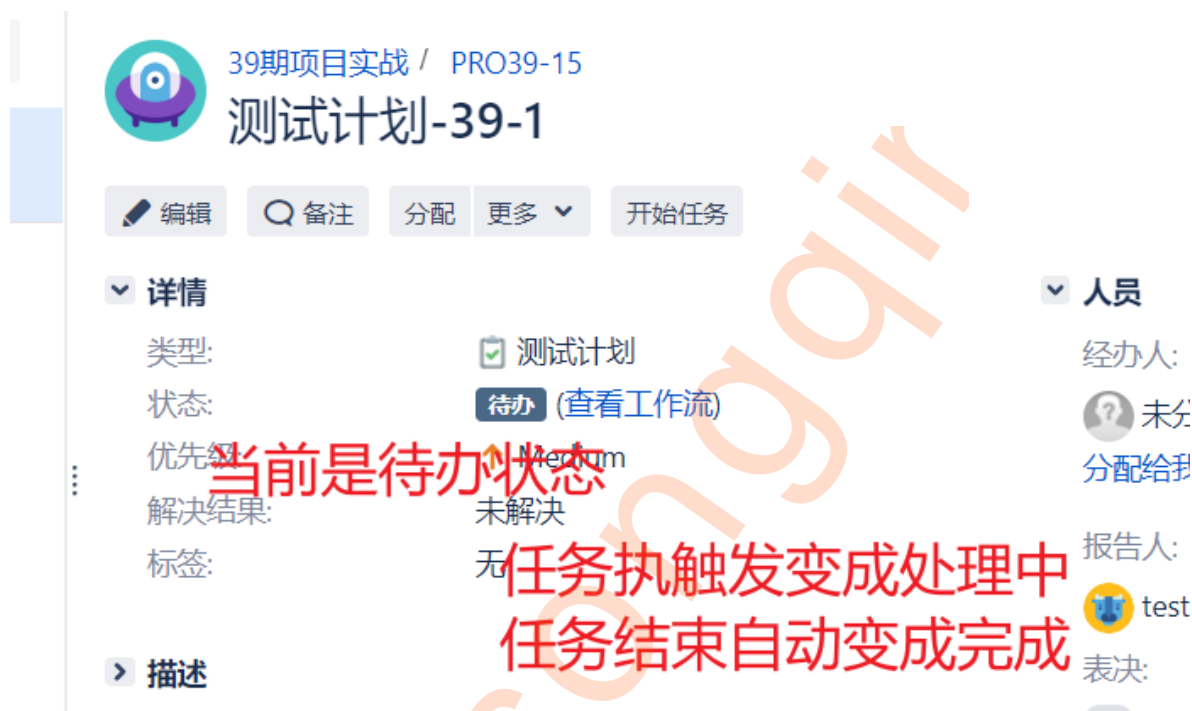 39期项目实战 / PRO39-15
测试计划-39-1
编辑 备注 分配 更多 开始任务
详情
类型: 测试计划
状态: 待办 (查看工作流)
优先级: Medium
当前是待办状态
解决结果: 未解决
标签: 无
任务执触发变成处理中
任务结束自动变成完成
描述
人员
经办人:
未分
分配给我
报告人:
test
表决:
songqin